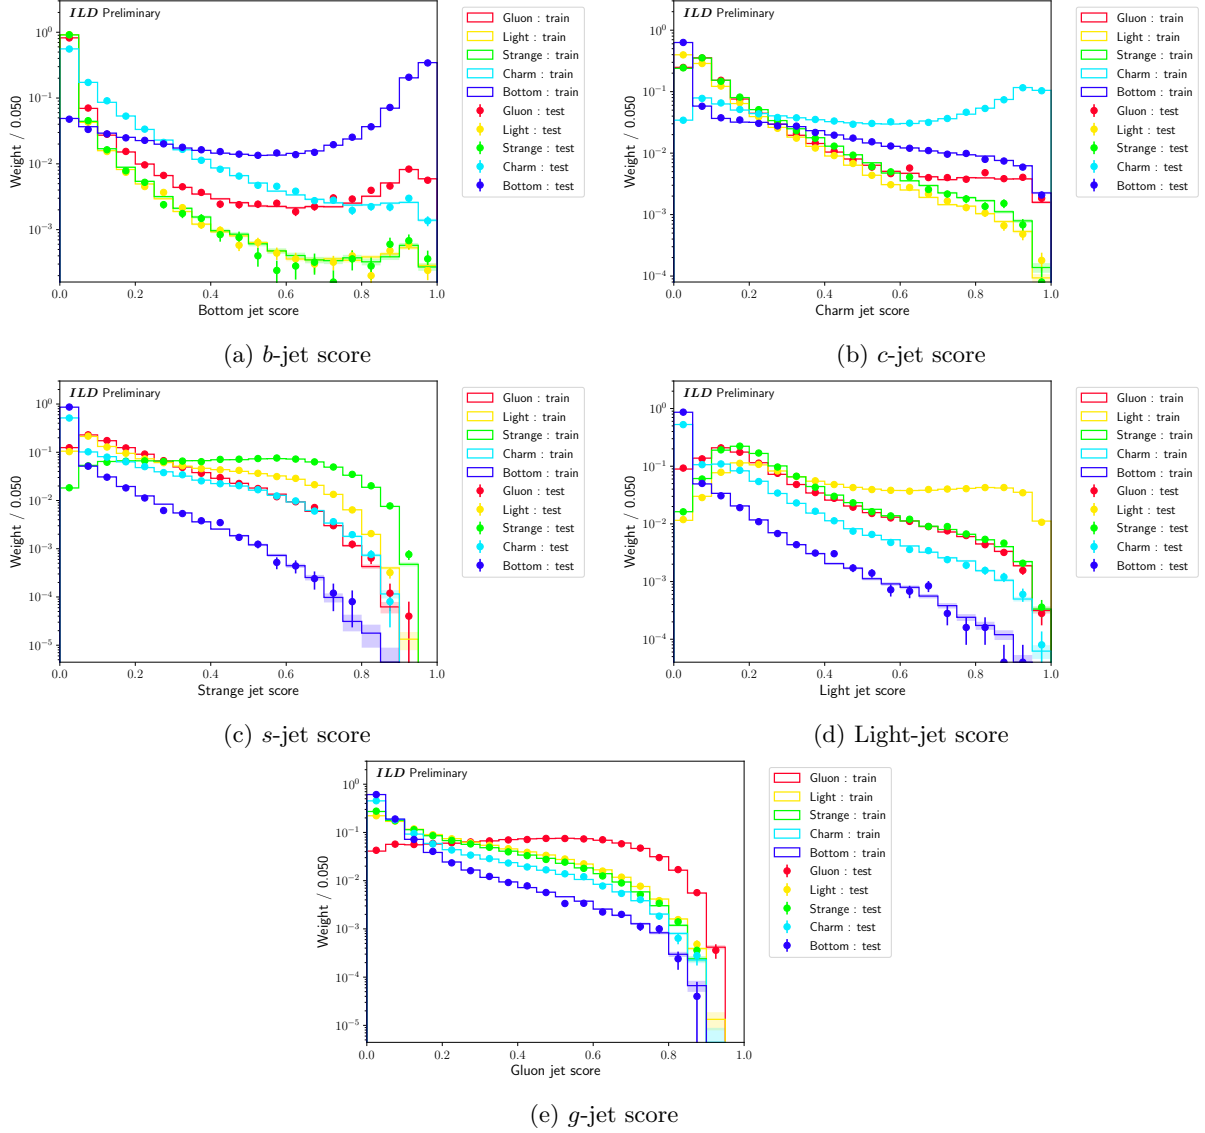 ILD Preliminary
Weight / 0.050
10⁰
10⁻¹
10⁻²
10⁻³
0.0 0.2 0.4 0.6 0.8 1.0
Bottom jet score
Gluon : train
Light : train
Strange : train
Charm : train
Bottom : train
Gluon : test
Light : test
Strange : test
Charm : test
Bottom : test
(a) b-jet score
ILD Preliminary
Weight / 0.050
10⁰
10⁻¹
10⁻²
10⁻³
10⁻⁴
0.0 0.2 0.4 0.6 0.8 1.0
Charm jet score
Gluon : train
Light : train
Strange : train
Charm : train
Bottom : train
Gluon : test
Light : test
Strange : test
Charm : test
Bottom : test
(b) c-jet score
ILD Preliminary
Weight / 0.050
10⁰
10⁻¹
10⁻²
10⁻³
10⁻⁴
10⁻⁵
0.0 0.2 0.4 0.6 0.8 1.0
Strange jet score
Gluon : train
Light : train
Strange : train
Charm : train
Bottom : train
Gluon : test
Light : test
Strange : test
Charm : test
Bottom : test
(c) s-jet score
ILD Preliminary
Weight / 0.050
10⁰
10⁻¹
10⁻²
10⁻³
10⁻⁴
0.0 0.2 0.4 0.6 0.8 1.0
Light jet score
Gluon : train
Light : train
Strange : train
Charm : train
Bottom : train
Gluon : test
Light : test
Strange : test
Charm : test
Bottom : test
(d) Light-jet score
ILD Preliminary
Weight / 0.050
10⁰
10⁻¹
10⁻²
10⁻³
10⁻⁴
10⁻⁵
0.0 0.2 0.4 0.6 0.8 1.0
Gluon jet score
Gluon : train
Light : train
Strange : train
Charm : train
Bottom : train
Gluon : test
Light : test
Strange : test
Charm : test
Bottom : test
(e) g-jet score